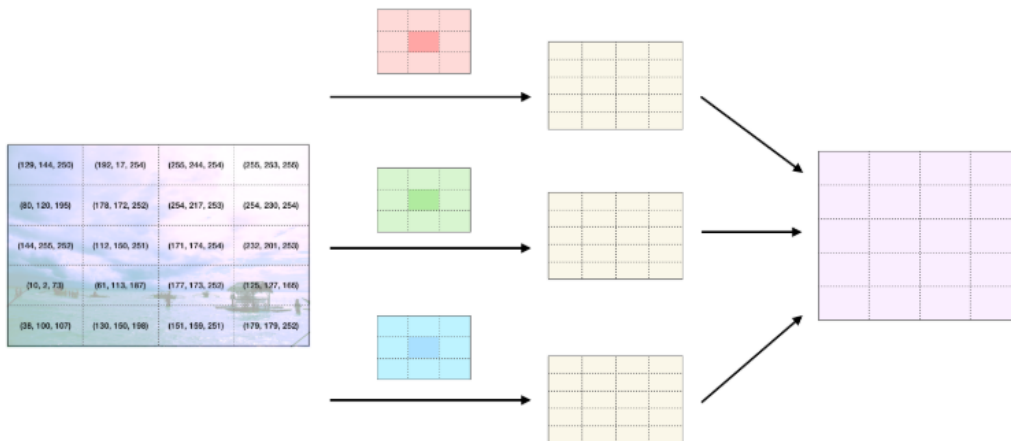 (129, 144, 250) (192, 17, 254) (255, 244, 254) (255, 253, 255)
(80, 120, 195) (178, 172, 252) (254, 217, 253) (254, 230, 254)
(144, 255, 252) (112, 150, 251) (171, 174, 254) (232, 201, 253)
(10, 2, 73) (61, 113, 187) (177, 173, 252) (125, 127, 165)
(38, 100, 107) (130, 150, 198) (151, 159, 251) (179, 179, 252)